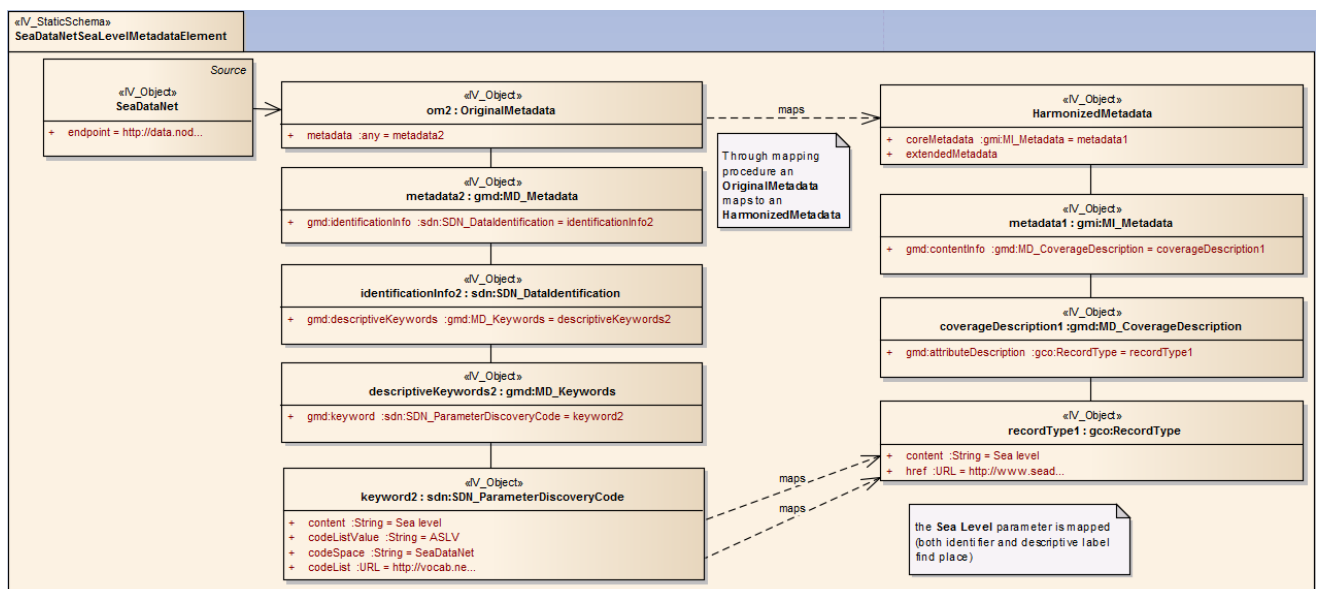 «IV_StaticSchema»
SeaDataNetSeaLevelMetadataElement
Source
«IV_Object»
SeaDataNet
+ endpoint = http://data.nod...
«IV_Object»
om2 : OriginalMetadata
+ metadata :any = metadata2
«IV_Object»
metadata2 : gmd:MD_Metadata
+ gmd:identificationInfo :sdn:SDN_DataIdentification = identificationInfo2
«IV_Object»
identificationInfo2 : sdn:SDN_DataIdentification
+ gmd:descriptiveKeywords :gmd:MD_Keywords = descriptiveKeywords2
«IV_Object»
descriptiveKeywords2 : gmd:MD_Keywords
+ gmd:keyword :sdn:SDN_ParameterDiscoveryCode = keyword2
«IV_Object»
keyword2 : sdn:SDN_ParameterDiscoveryCode
+ content :String = Sea level
+ codeListValue :String = ASLV
+ codeSpace :String = SeaDataNet
+ codeList :URL = http://vocab.ne...
maps
Through mapping
procedure an
OriginalMetadata
maps to an
HarmonizedMetadata
maps
maps
«IV_Object»
HarmonizedMetadata
+ coreMetadata :gmi:MI_Metadata = metadata1
+ extendedMetadata
«IV_Object»
metadata1 : gmi:MI_Metadata
+ gmd:contentInfo :gmd:MD_CoverageDescription = coverageDescription1
«IV_Object»
coverageDescription1 :gmd:MD_CoverageDescription
+ gmd:attributeDescription :gco:RecordType = recordType1
«IV_Object»
recordType1 : gco:RecordType
+ content :String = Sea level
+ href :URL = http://www.sead...
the Sea Level parameter is mapped
(both identifier and descriptive label
find place)